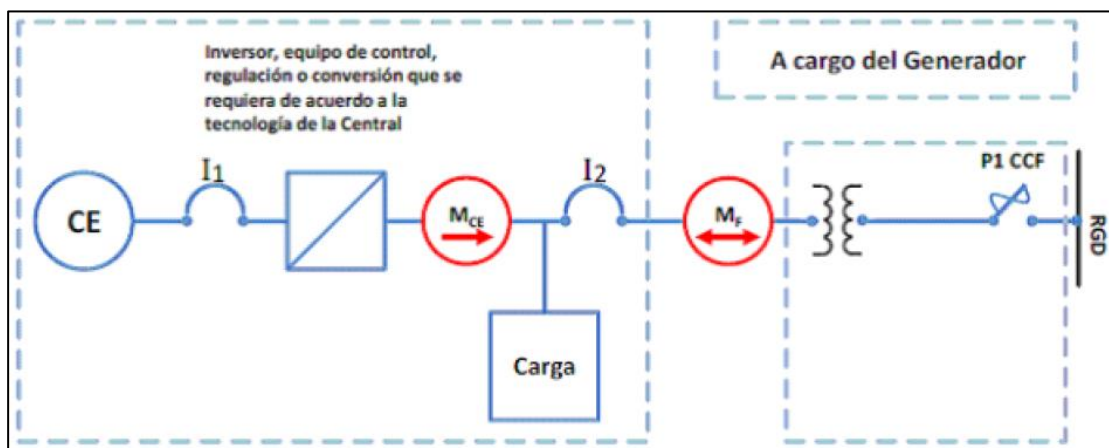 Inversor, equipo de control,
regulación o conversión que se
requiera de acuerdo a la
tecnología de la Central
A cargo del Generador
CE
I1
MCE
I2
MF
P1 CCF
RGD
Carga